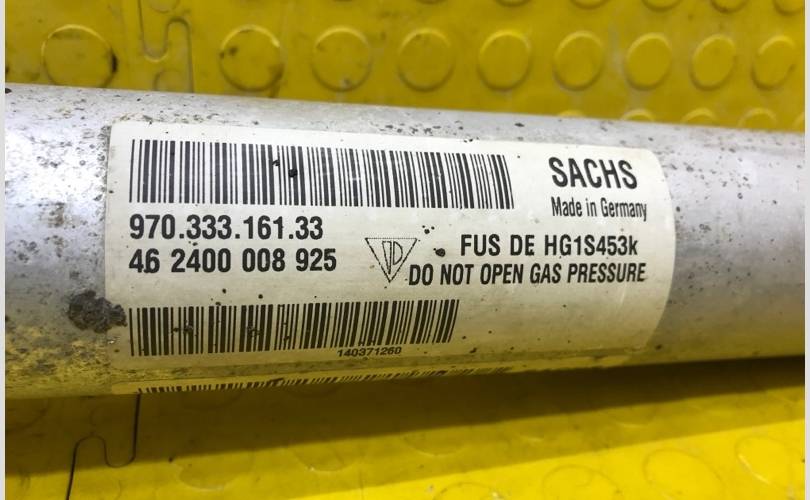 SACHS
Made in Germany
970.333.161.33
46 2400 008 925
FUS DE HG1S453k
DO NOT OPEN GAS PRESSURE
140371260